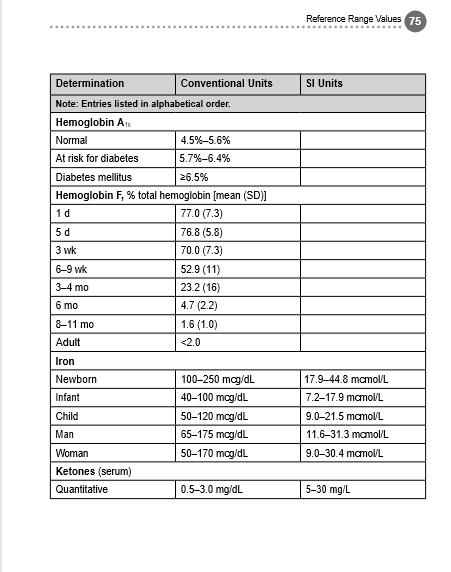 Reference Range Values 75
Determination Conventional Units SI Units
Note: Entries listed in alphabetical order.
Hemoglobin A1c
Normal 4.5%–5.6%
At risk for diabetes 5.7%–6.4%
Diabetes mellitus ≥6.5%
Hemoglobin F, % total hemoglobin [mean (SD)]
1 d 77.0 (7.3)
5 d 76.8 (5.8)
3 wk 70.0 (7.3)
6–9 wk 52.9 (11)
3–4 mo 23.2 (16)
6 mo 4.7 (2.2)
8–11 mo 1.6 (1.0)
Adult <2.0
Iron
Newborn 100–250 mcg/dL 17.9–44.8 mcmol/L
Infant 40–100 mcg/dL 7.2–17.9 mcmol/L
Child 50–120 mcg/dL 9.0–21.5 mcmol/L
Man 65–175 mcg/dL 11.6–31.3 mcmol/L
Woman 50–170 mcg/dL 9.0–30.4 mcmol/L
Ketones (serum)
Quantitative 0.5–3.0 mg/dL 5–30 mg/L